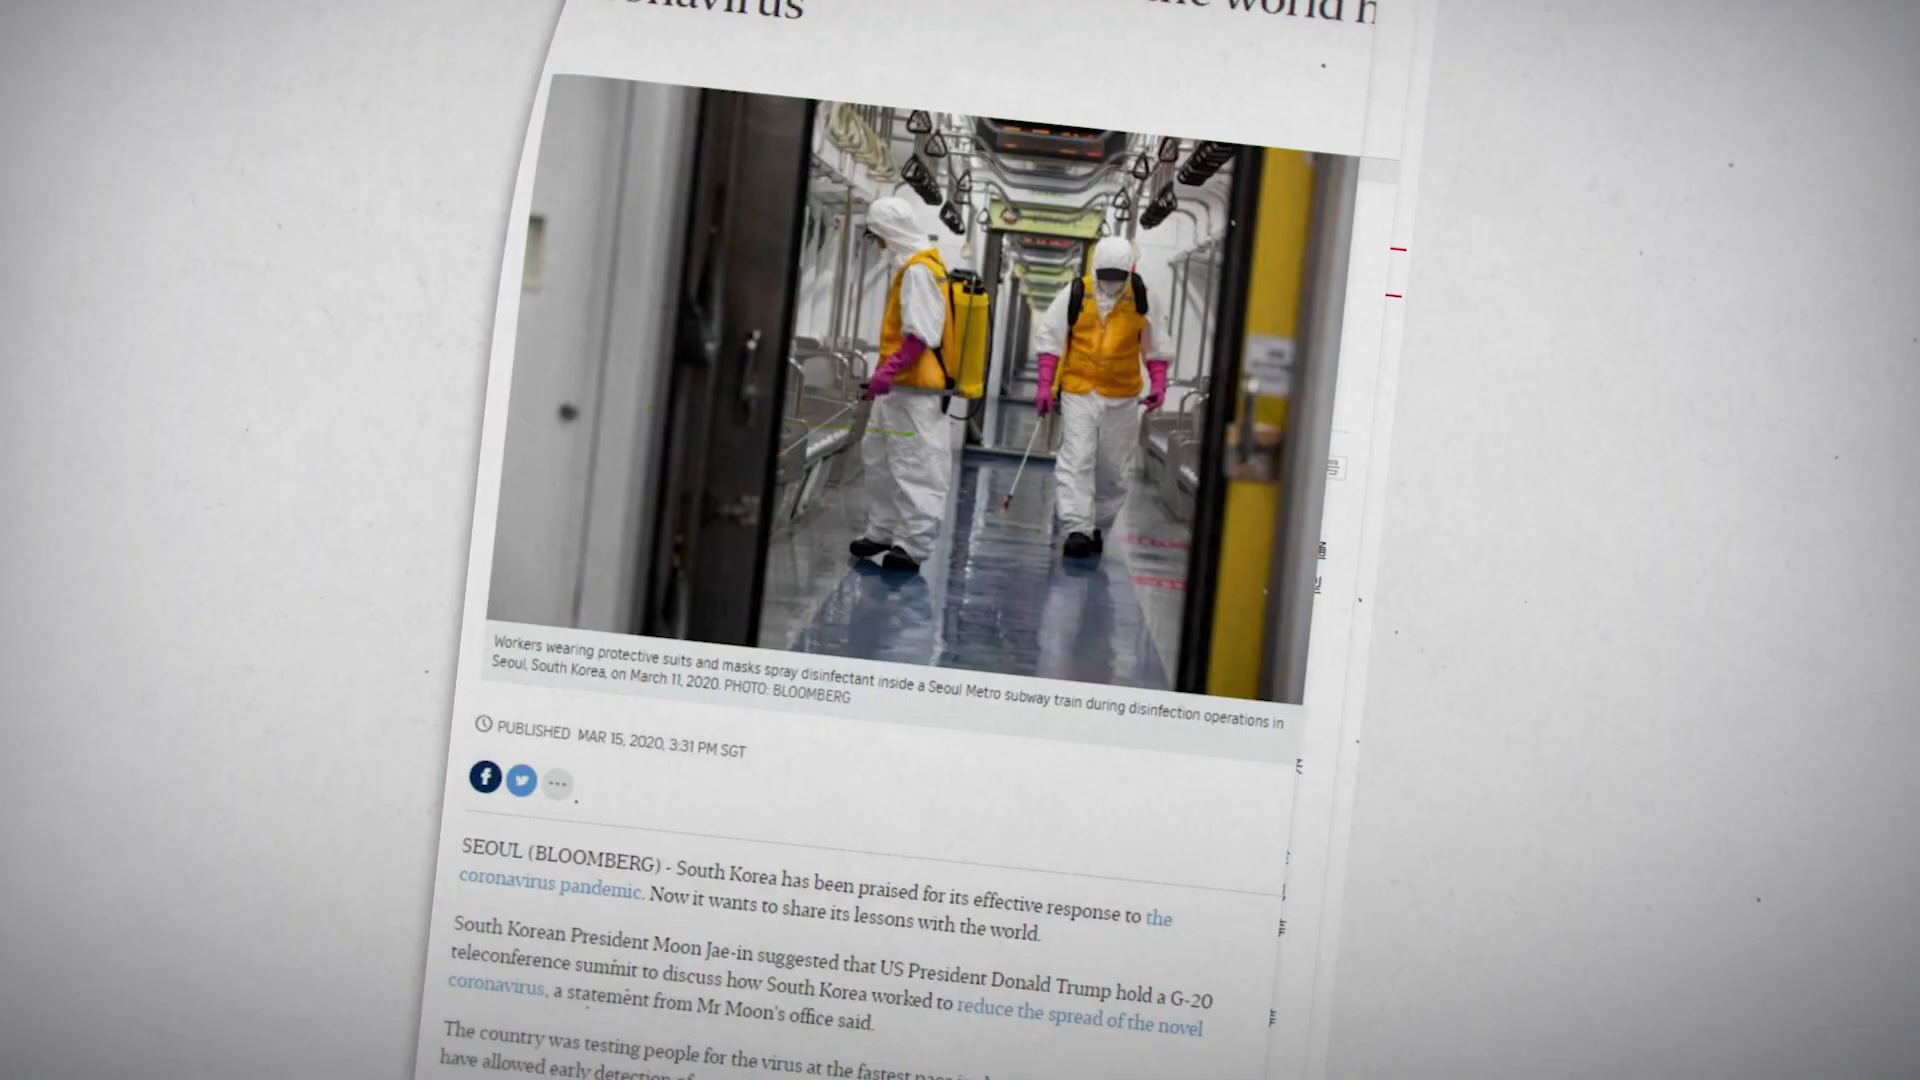 the world h
Workers wearing protective suits and masks spray disinfectant inside a Seoul Metro subway train during disinfection operations in
Seoul, South Korea, on March 11, 2020. PHOTO: BLOOMBERG
PUBLISHED MAR 15, 2020, 3:31 PM SGT
SEOUL (BLOOMBERG) - South Korea has been praised for its effective response to the
coronavirus pandemic. Now it wants to share its lessons with the world.
South Korean President Moon Jae-in suggested that US President Donald Trump hold a G-20
teleconference summit to discuss how South Korea worked to reduce the spread of the novel
coronavirus, a statement from Mr Moon's office said.
The country was testing people for the virus at the fastest
have allowed early detection of